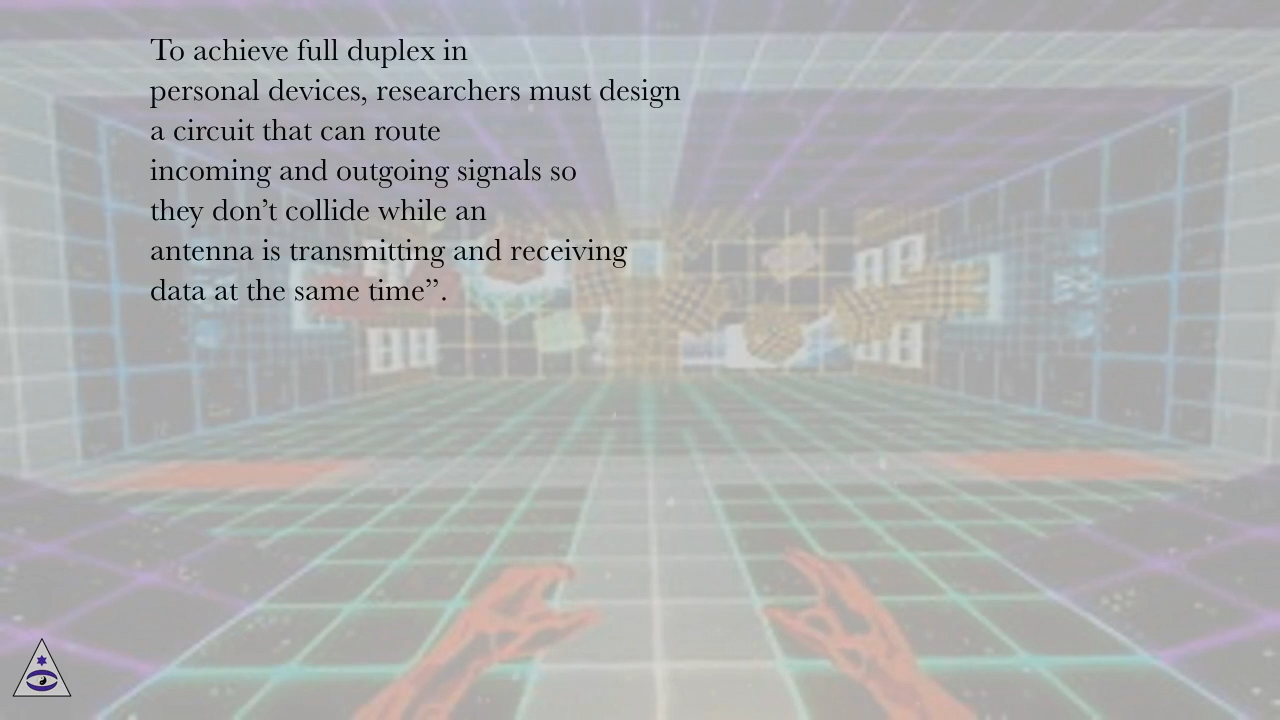 To achieve full duplex in
personal devices, researchers must design
a circuit that can route
incoming and outgoing signals so
they don’t collide while an
antenna is transmitting and receiving
data at the same time”.